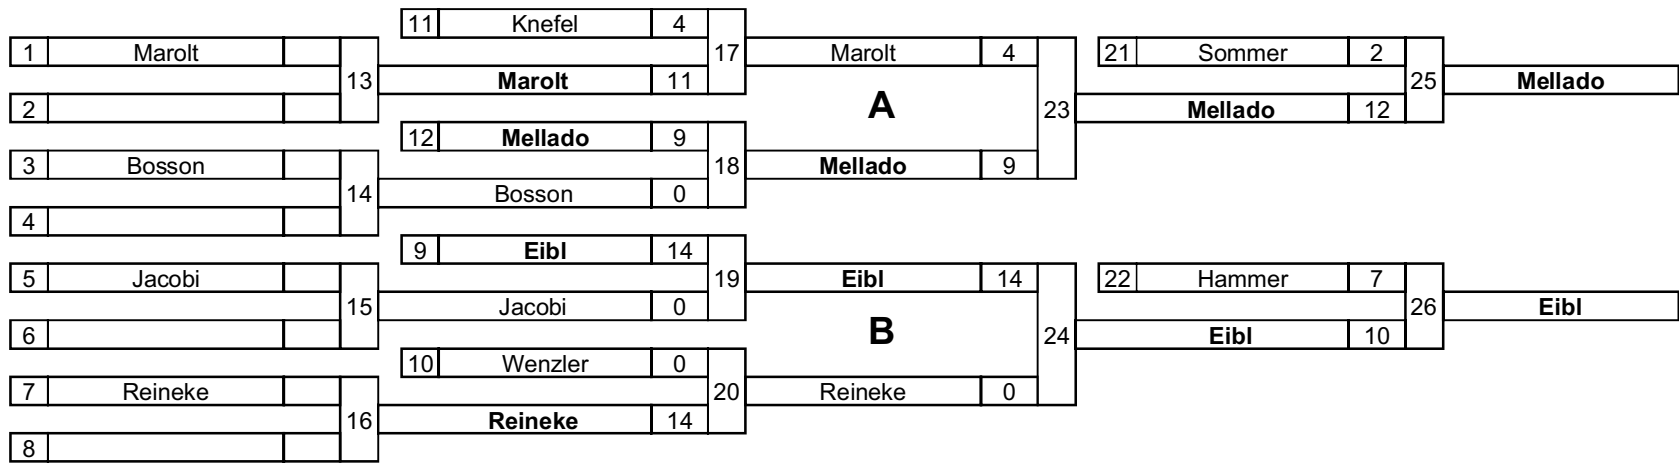 11 Knefel 4
1 Marolt 17 Marolt 4 21 Sommer 2
13 Marolt 11 25 Mellado
2 A 23 Mellado 12
12 Mellado 9
3 Bosson 18 Mellado 9
14 Bosson 0
4
9 Eibl 14
5 Jacobi 19 Eibl 14 22 Hammer 7
15 Jacobi 0 26 Eibl
6 B 24 Eibl 10
10 Wenzler 0
7 Reineke 20 Reineke 0
16 Reineke 14
8